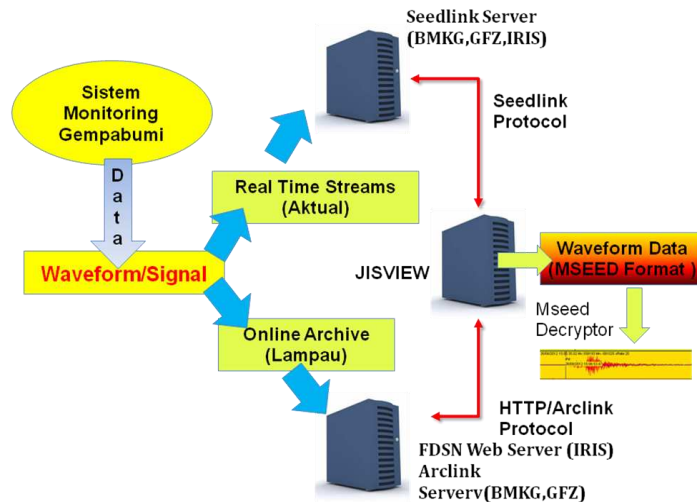 Seedlink Server
(BMKG,GFZ,IRIS)
Sistem
Monitoring
Gempabumi
Seedlink
Protocol
Data
Real Time Streams
(Aktual)
Waveform/Signal
JISVIEW
Waveform Data
(MSEED Format )
Mseed
Decryptor
Online Archive
(Lampau)
HTTP/Arclink
Protocol
FDSN Web Server (IRIS)
Arclink
Serverv(BMKG,GFZ)